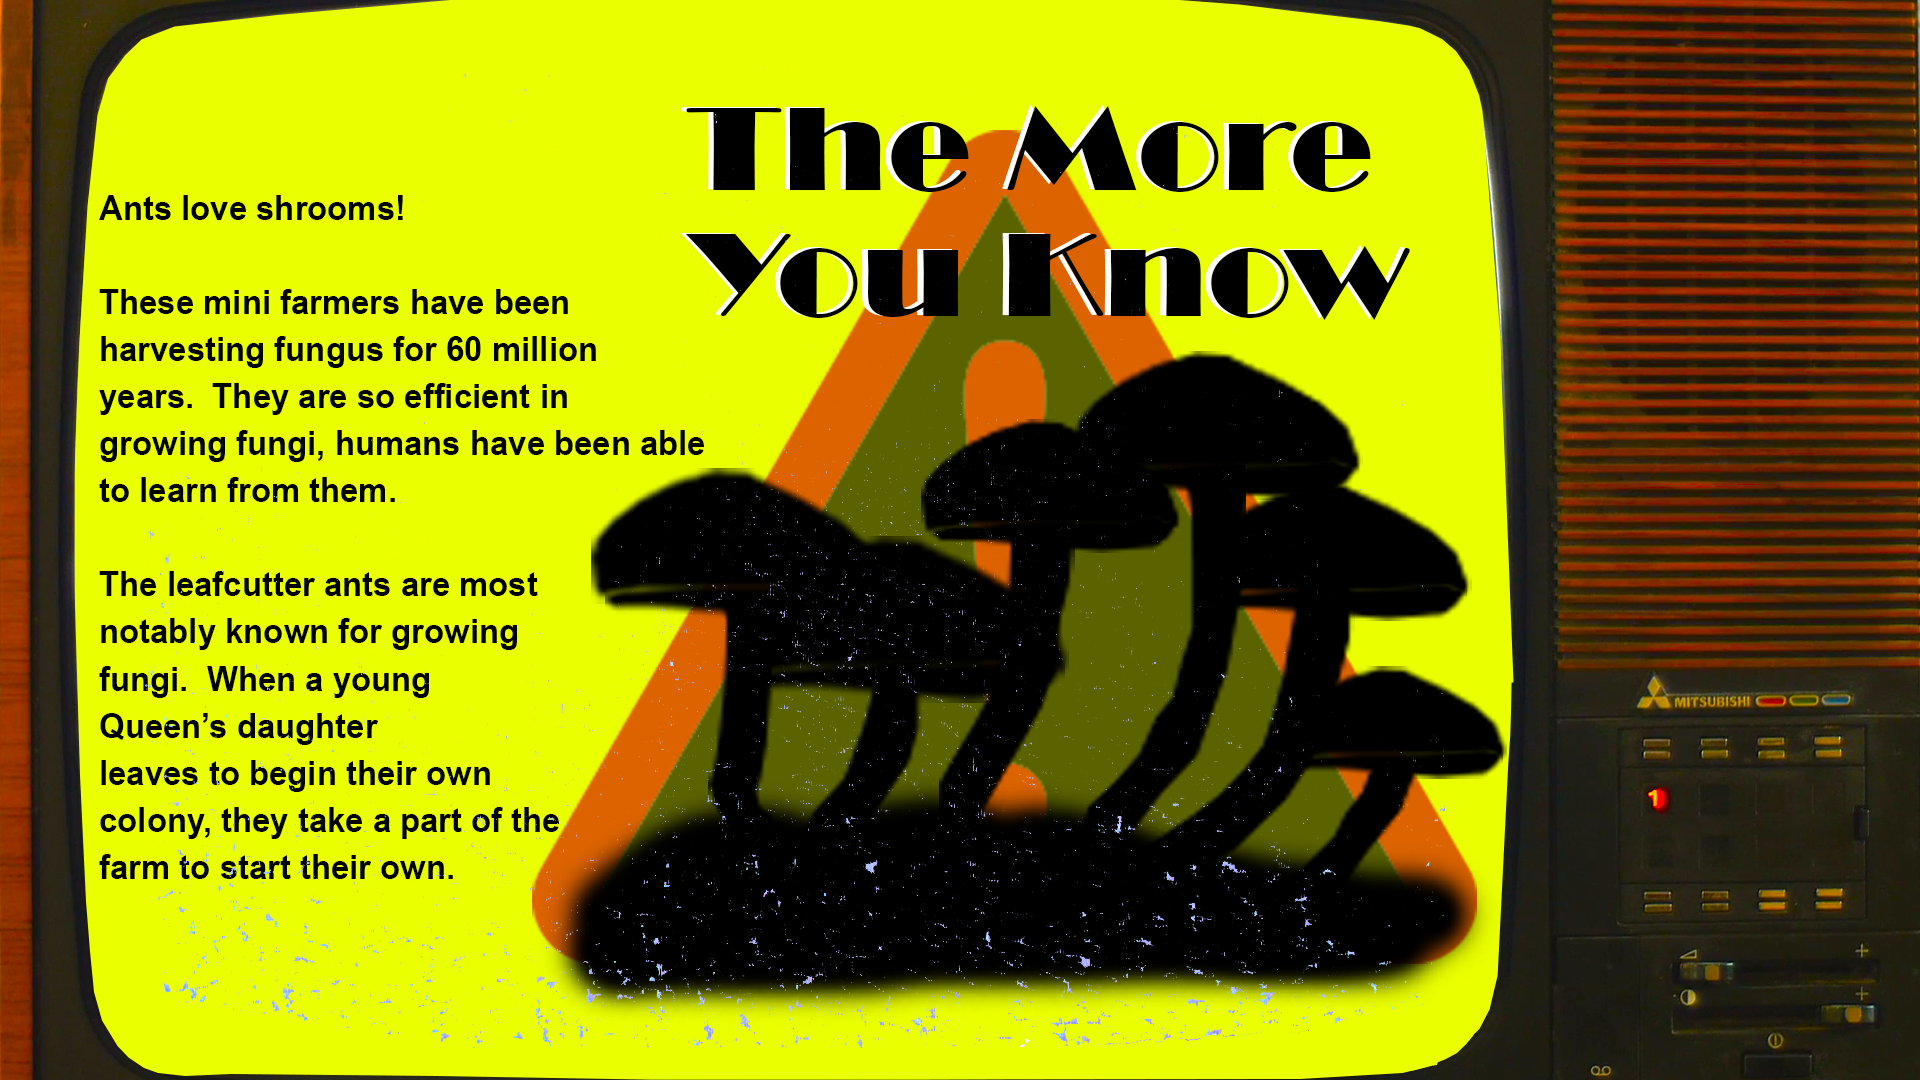 The More
You Know
Ants love shrooms!
These mini farmers have been
harvesting fungus for 60 million
years.  They are so efficient in
growing fungi, humans have been able
to learn from them.
The leafcutter ants are most
notably known for growing
fungi.  When a young
Queen’s daughter
leaves to begin their own
colony, they take a part of the
farm to start their own.
MITSUBISHI
1